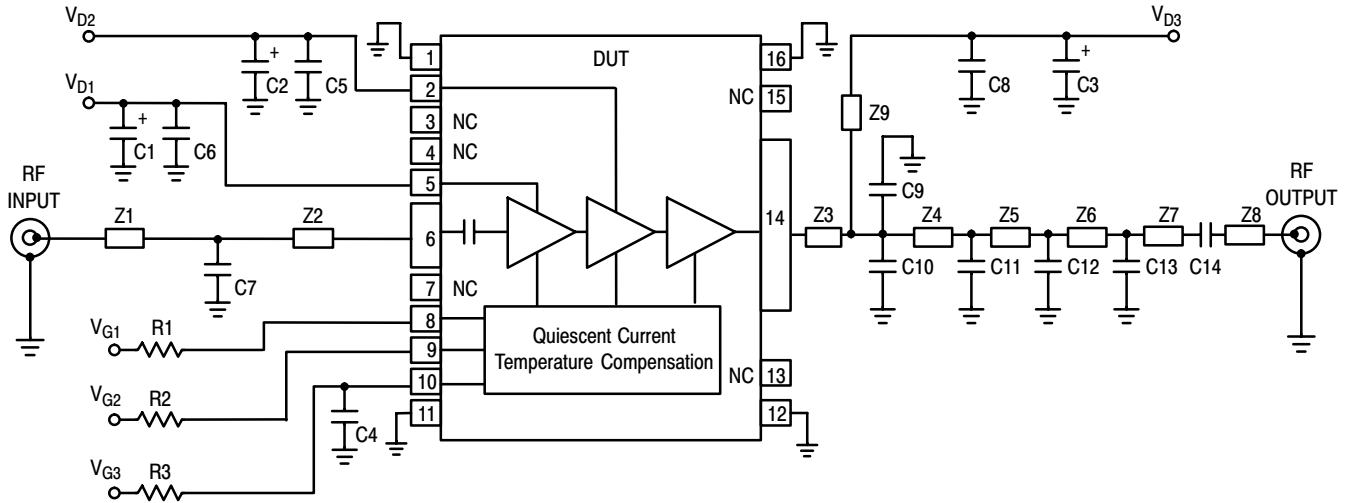 VD2
VD1
C2
+
C5
C1
+
C6
RF
INPUT
Z1
Z2
C7
VG1
R1
VG2
R2
VG3
R3
C4
DUT
1
2
3
NC
4
NC
5
6
7
NC
8
9
10
11
Quiescent Current
Temperature Compensation
16
NC
15
14
NC
13
12
VD3
C8
+
C3
Z9
C9
Z3
Z4
Z5
Z6
Z7
Z8
C10
C11
C12
C13
C14
RF
OUTPUT